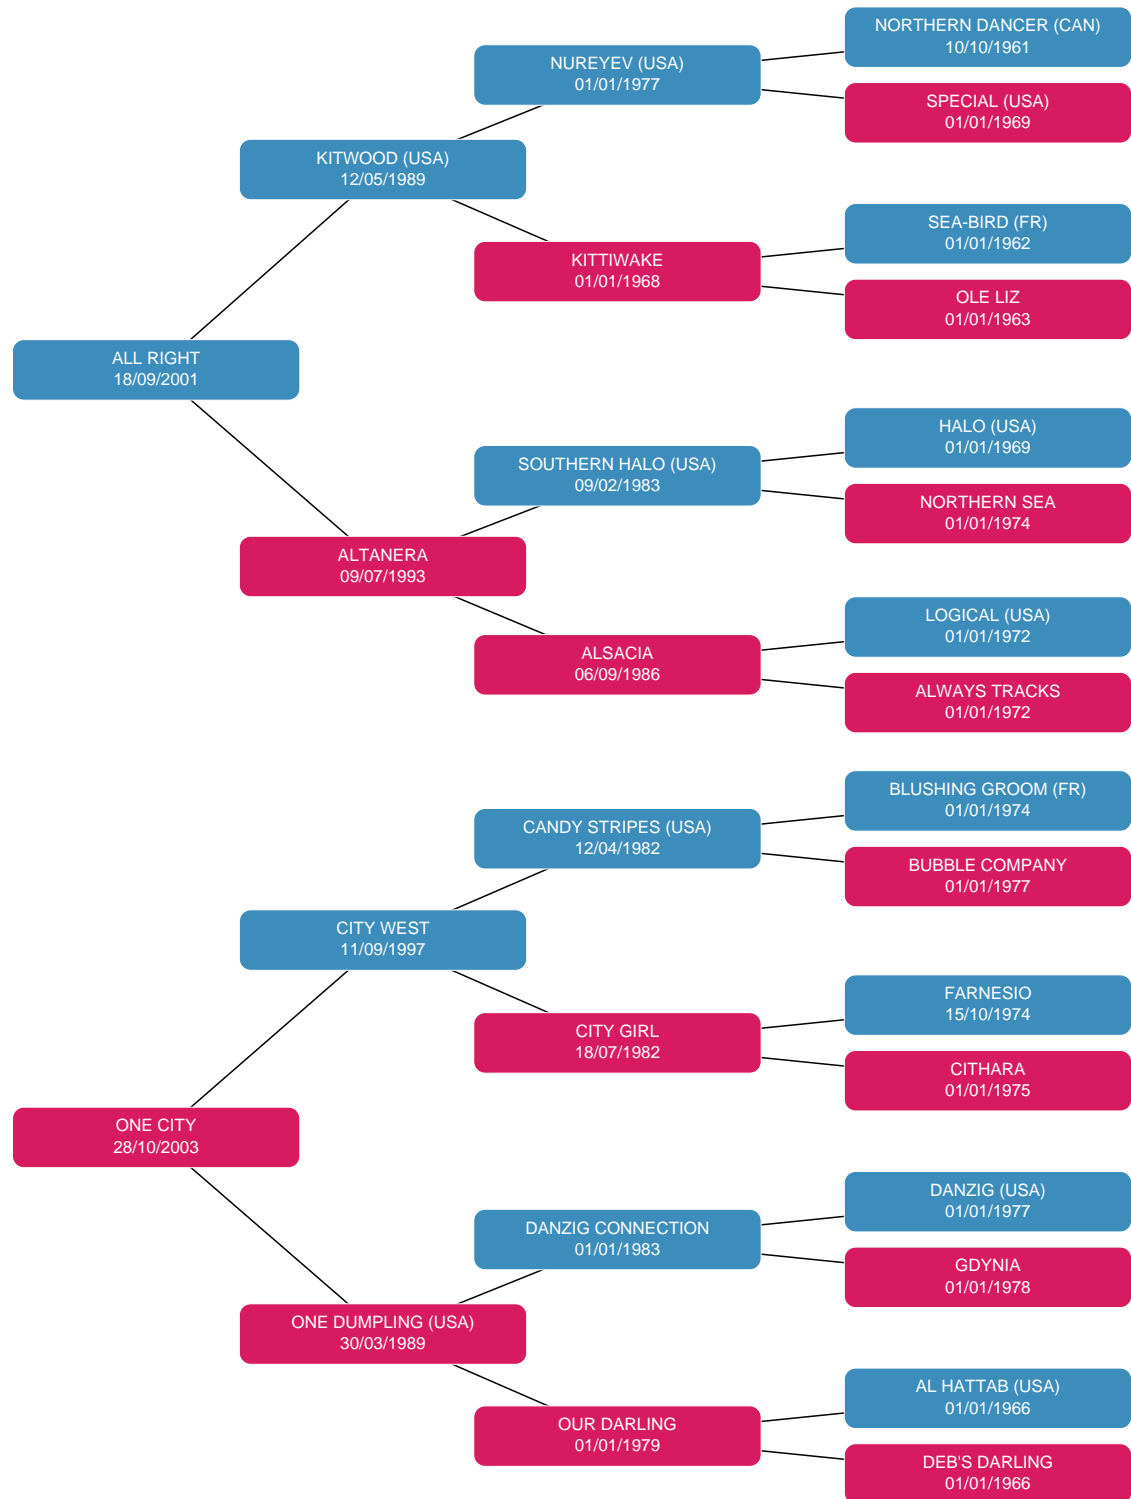 NORTHERN DANCER (CAN)
10/10/1961
NUREYEV (USA)
01/01/1977
SPECIAL (USA)
01/01/1969
KITWOOD (USA)
12/05/1989
SEA-BIRD (FR)
01/01/1962
KITTIWAKE
01/01/1968
OLE LIZ
01/01/1963
ALL RIGHT
18/09/2001
HALO (USA)
01/01/1969
SOUTHERN HALO (USA)
09/02/1983
NORTHERN SEA
01/01/1974
ALTANERA
09/07/1993
LOGICAL (USA)
01/01/1972
ALSACIA
06/09/1986
ALWAYS TRACKS
01/01/1972
BLUSHING GROOM (FR)
01/01/1974
CANDY STRIPES (USA)
12/04/1982
BUBBLE COMPANY
01/01/1977
CITY WEST
11/09/1997
FARNESIO
15/10/1974
CITY GIRL
18/07/1982
CITHARA
01/01/1975
ONE CITY
28/10/2003
DANZIG (USA)
01/01/1977
DANZIG CONNECTION
01/01/1983
GDYNIA
01/01/1978
ONE DUMPLING (USA)
30/03/1989
AL HATTAB (USA)
01/01/1966
OUR DARLING
01/01/1979
DEB'S DARLING
01/01/1966